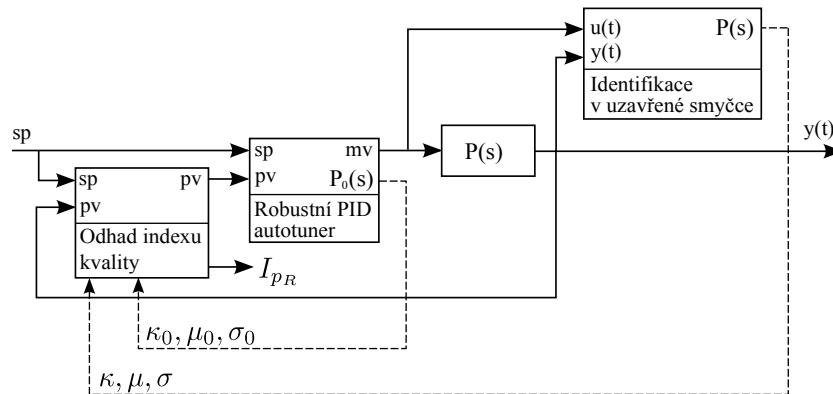 u(t) P(s)
y(t)
Identifikace
v uzavřené smyčce
sp
sp mv
pv P₀(s)
Robustní PID
autotuner
P(s)
y(t)
sp pv
pv
Odhad indexu
kvality
I_{p_R}
κ₀, μ₀, σ₀
κ, μ, σ